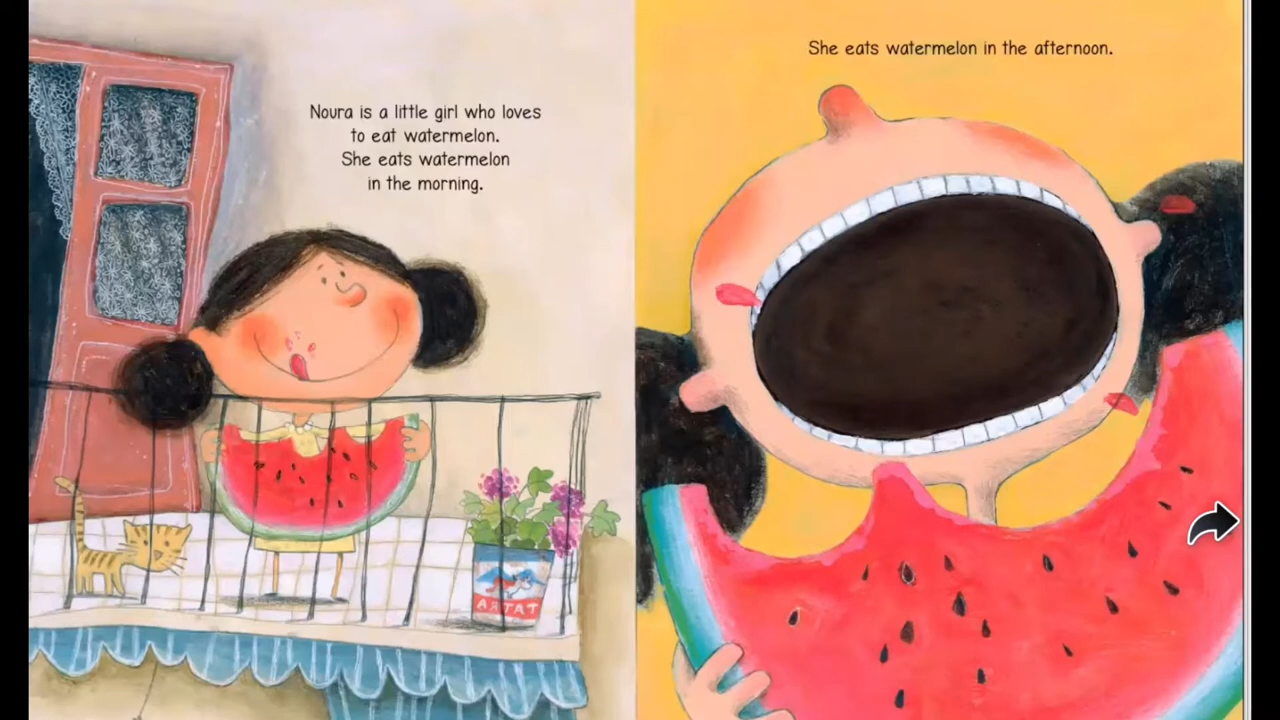 Noura is a little girl who loves
to eat watermelon.
She eats watermelon
in the morning.
ATЯAT
She eats watermelon in the afternoon.